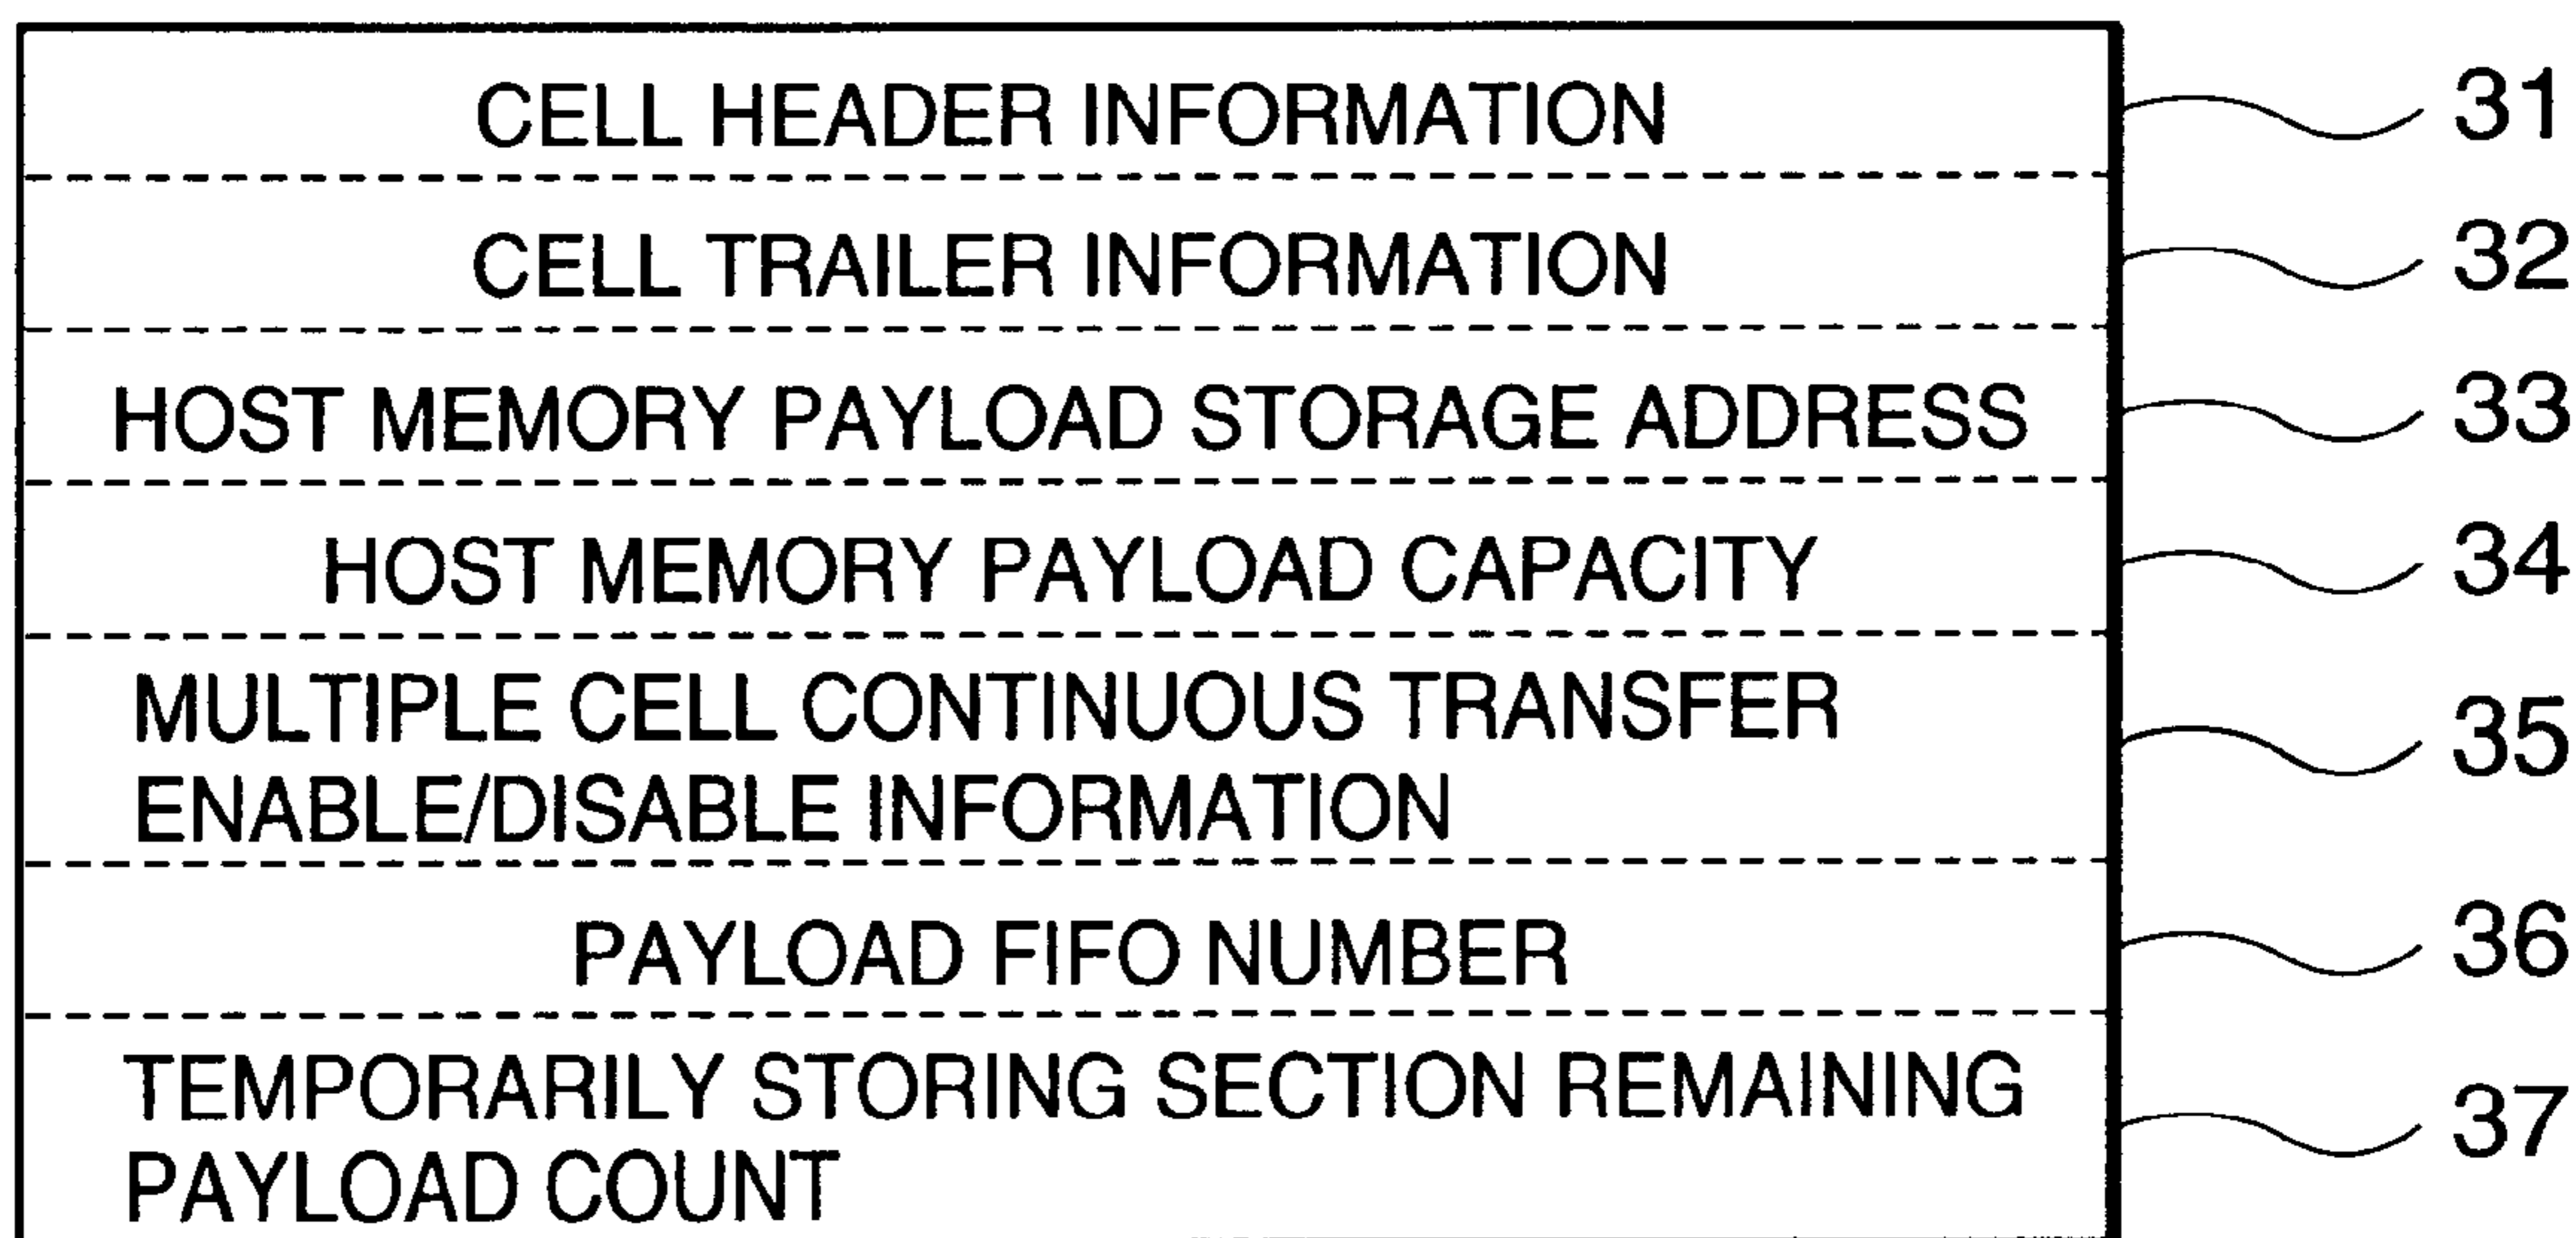 CELL HEADER INFORMATION 31
CELL TRAILER INFORMATION 32
HOST MEMORY PAYLOAD STORAGE ADDRESS 33
HOST MEMORY PAYLOAD CAPACITY 34
MULTIPLE CELL CONTINUOUS TRANSFER
ENABLE/DISABLE INFORMATION 35
PAYLOAD FIFO NUMBER 36
TEMPORARILY STORING SECTION REMAINING
PAYLOAD COUNT 37